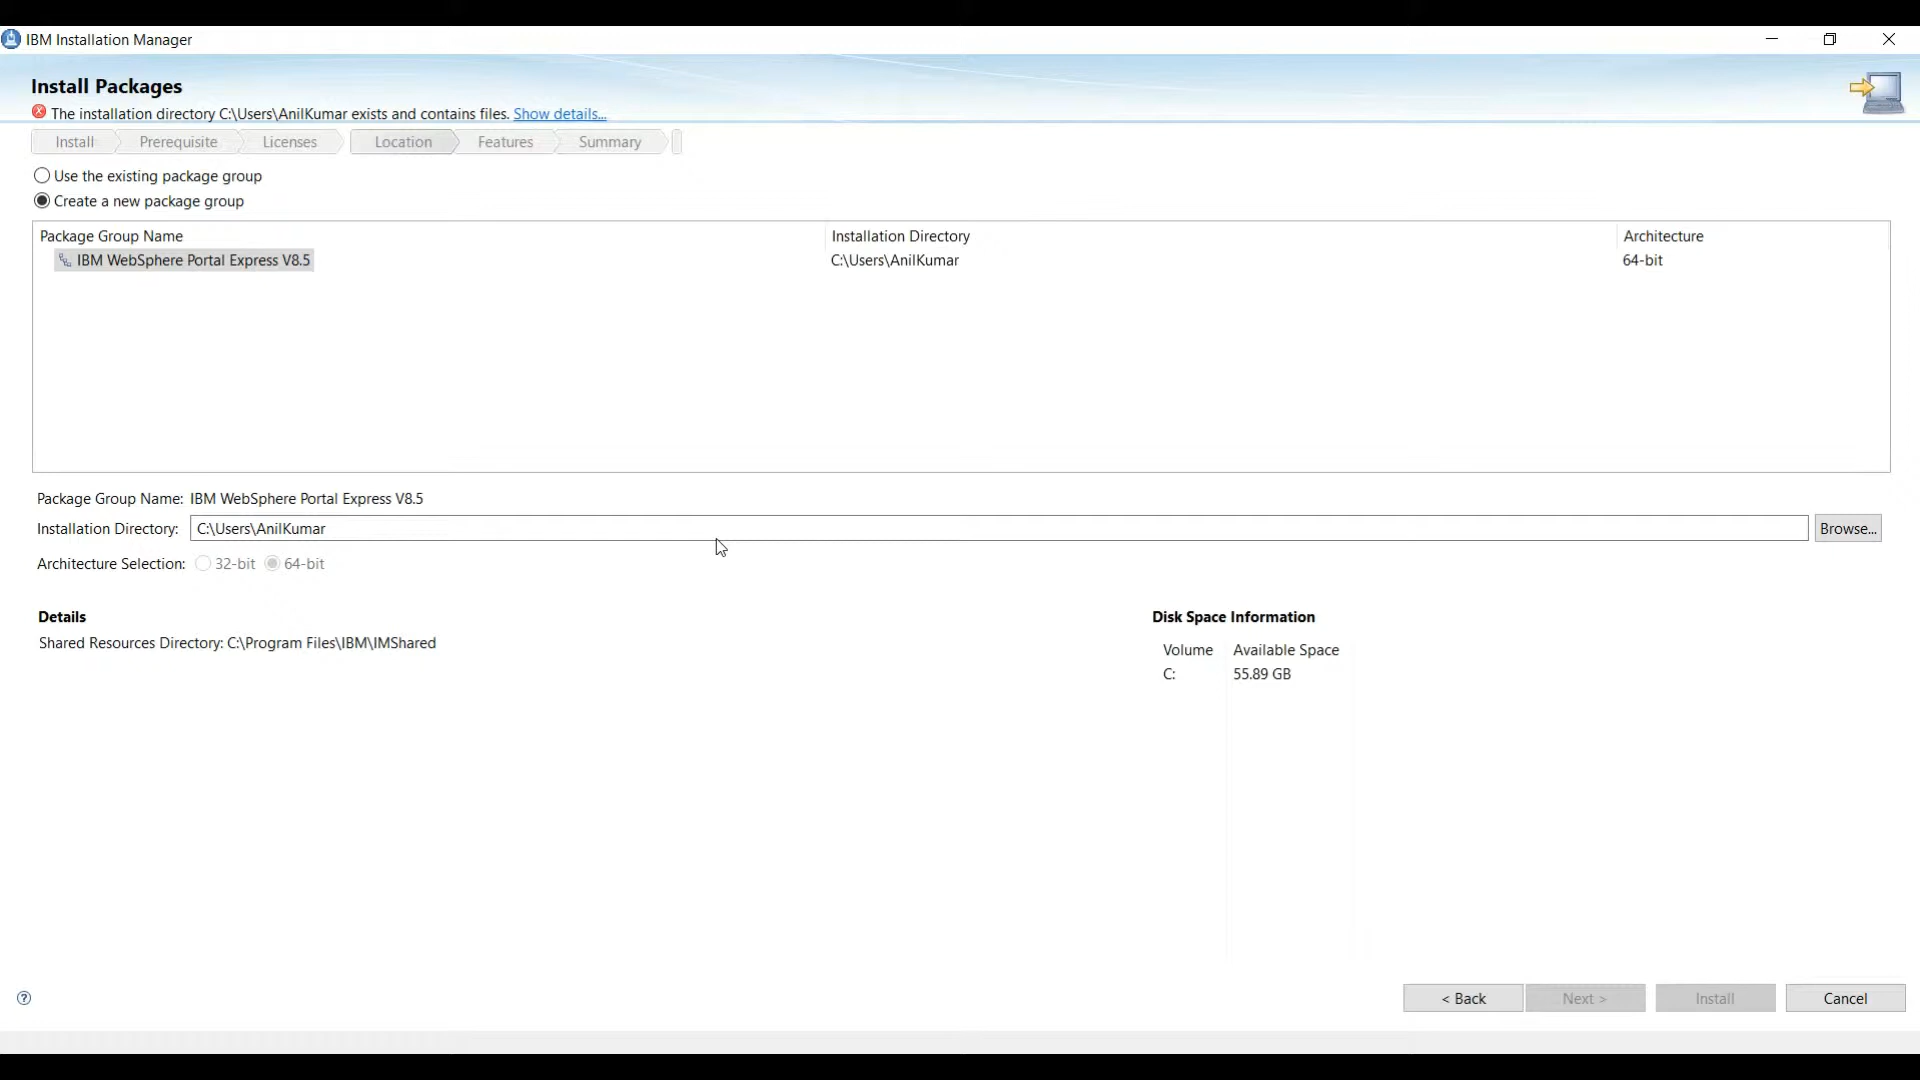 IBM Installation Manager
Install Packages
The installation directory C:\Users\AnilKumar exists and contains files. Show details...
Install Prerequisite Licenses Location Features Summary
Use the existing package group
Create a new package group
Package Group Name Installation Directory Architecture
IBM WebSphere Portal Express V8.5 C:\Users\AnilKumar 64-bit
Package Group Name: IBM WebSphere Portal Express V8.5
Installation Directory: C:\Users\AnilKumar Browse...
Architecture Selection: 32-bit 64-bit
Details Disk Space Information
Shared Resources Directory: C:\Program Files\IBM\IMShared
Volume Available Space
C: 55.89 GB
? < Back Next > Install Cancel